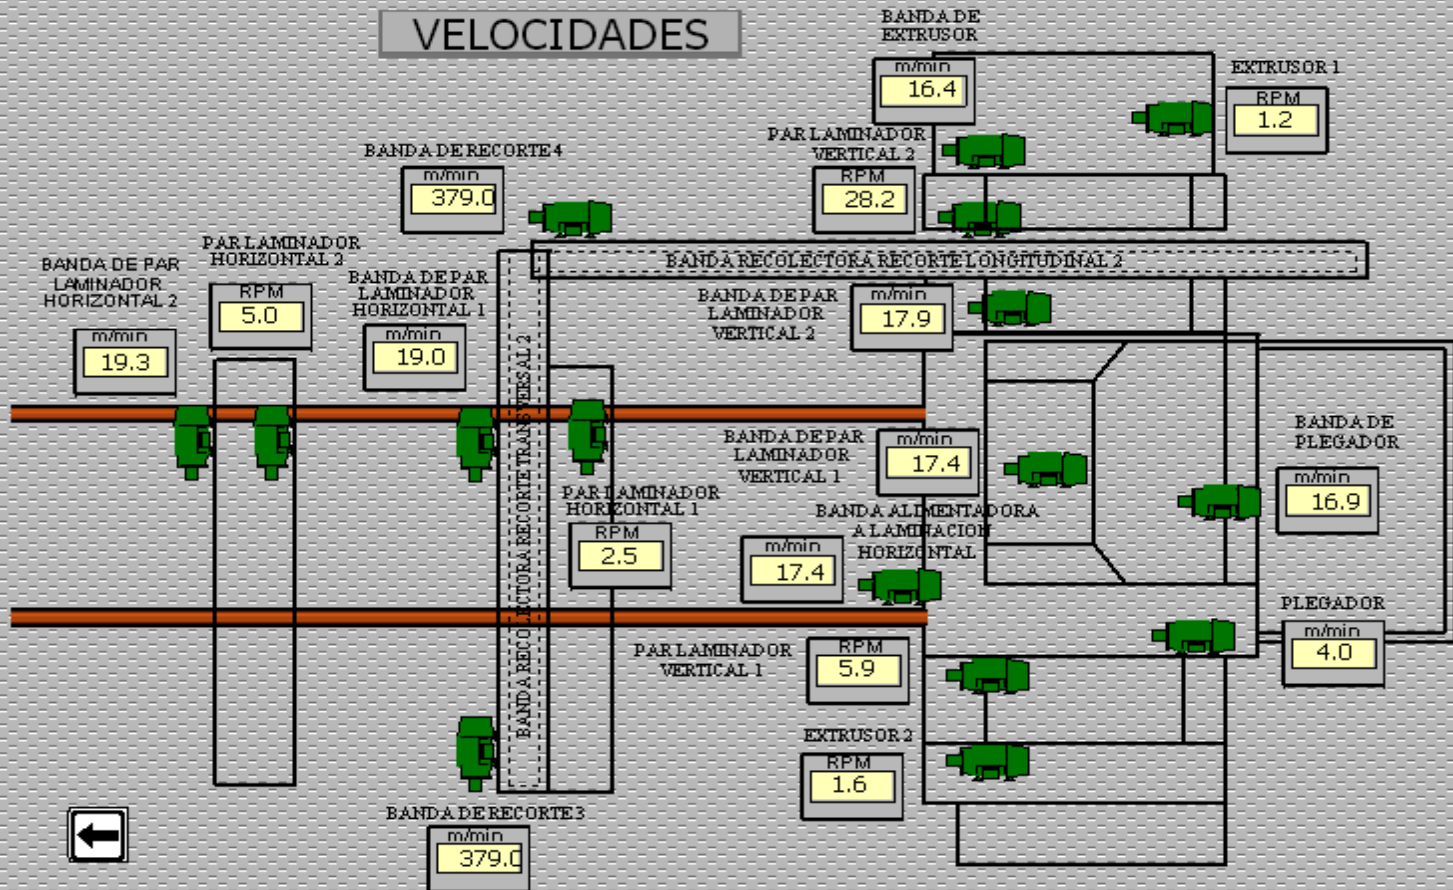 VELOCIDADES
BANDA DE
EXTRUSOR
m/min
16.4
EXTRUSOR 1
RPM
1.2
PAR LAMINADOR
VERTICAL 2
RPM
28.2
BANDA DE RECORTE 4
m/min
379.0
BANDA RECOLECTORA RECORTE LONGITUDINAL 2
PAR LAMINADOR
HORIZONTAL 2
RPM
5.0
BANDA DE PAR
LAMINADOR
HORIZONTAL 2
m/min
19.3
BANDA DE PAR
LAMINADOR
HORIZONTAL 1
m/min
19.0
BANDA RECOLECTORA RECORTE TRANSVERSAL 2
BANDA DE PAR
LAMINADOR
VERTICAL 2
m/min
17.9
BANDA DE PAR
LAMINADOR
VERTICAL 1
m/min
17.4
BANDA DE
PLEGADOR
m/min
16.9
PAR LAMINADOR
HORIZONTAL 1
RPM
2.5
BANDA ALIMENTADORA
A LAMINACION
HORIZONTAL
m/min
17.4
PLEGADOR
m/min
4.0
PAR LAMINADOR
VERTICAL 1
RPM
5.9
EXTRUSOR 2
RPM
1.6
BANDA DE RECORTE 3
m/min
379.0